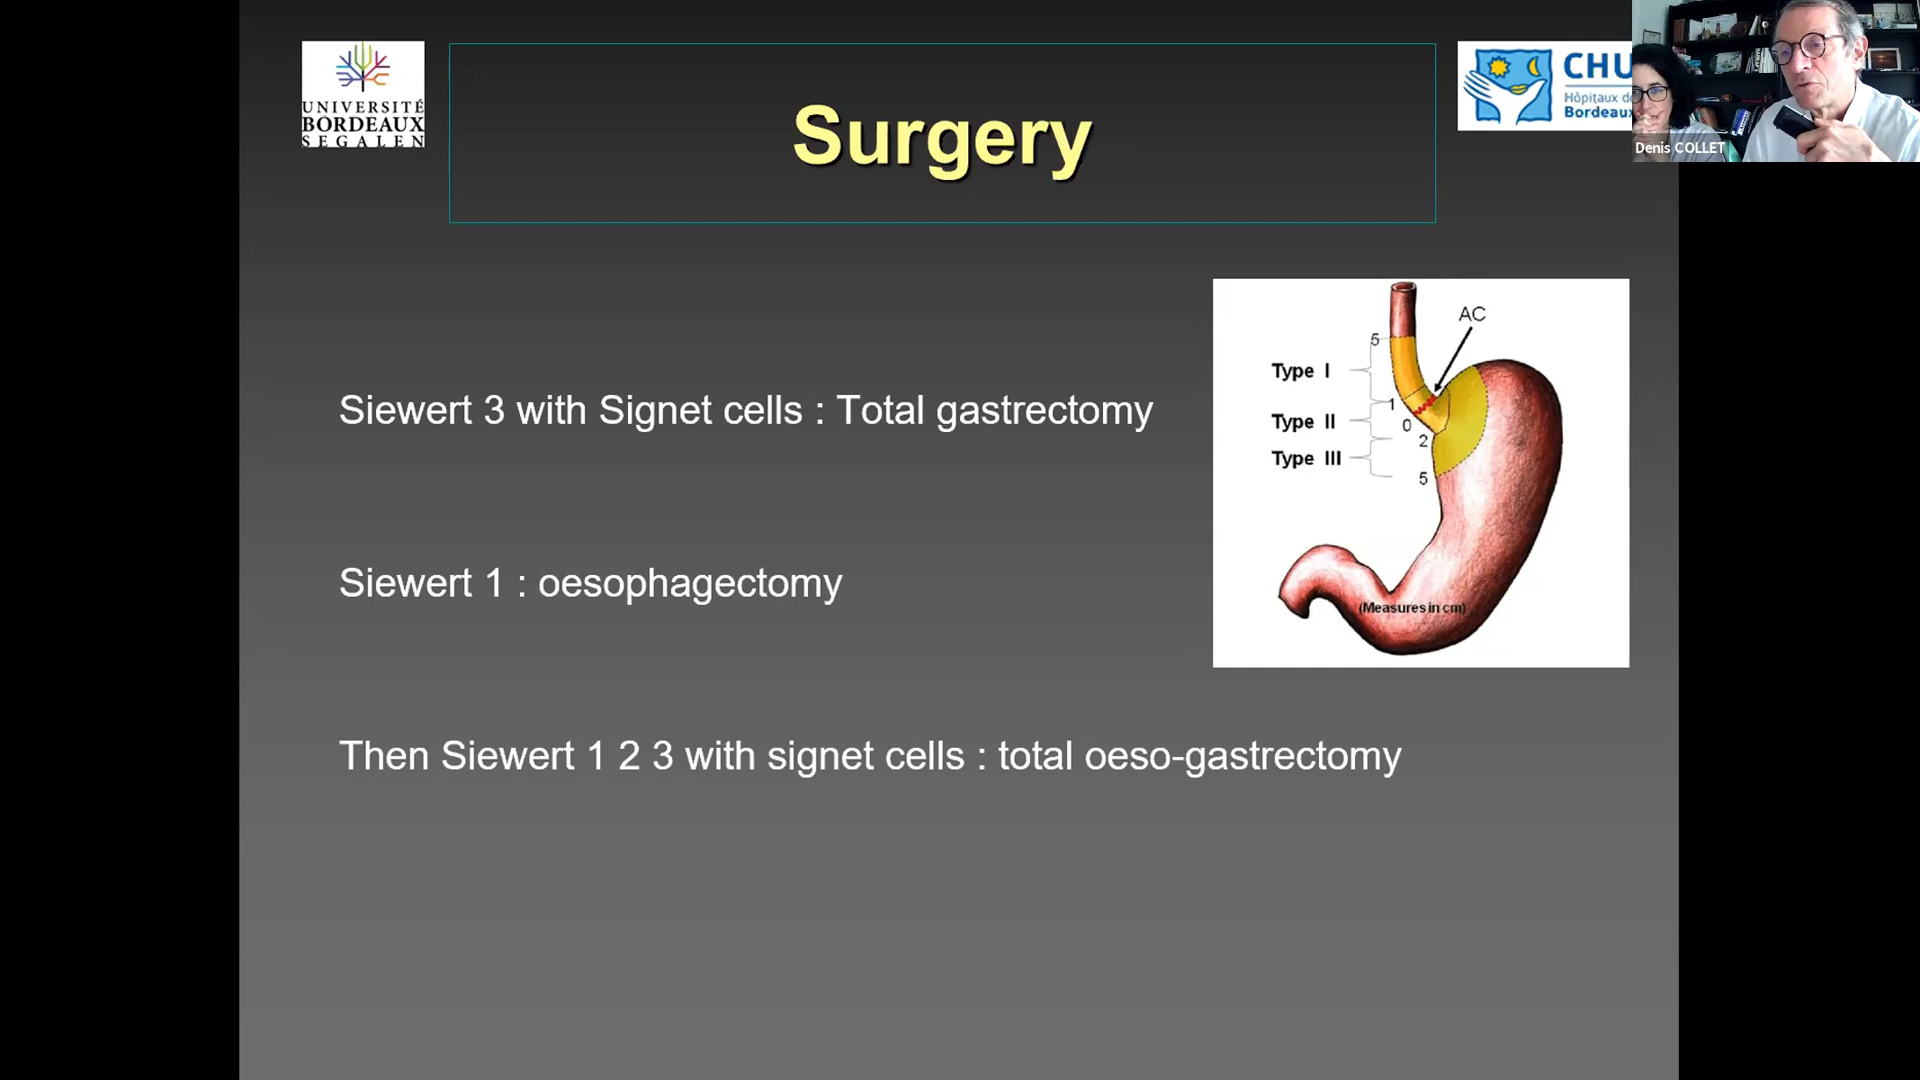 UNIVERSITÉ
BORDEAUX
SEGALEN
Surgery
CHU
Hôpitaux de
Bordeaux
Denis COLLET
Siewert 3 with Signet cells : Total gastrectomy
Siewert 1 : oesophagectomy
Then Siewert 1 2 3 with signet cells : total oeso-gastrectomy
AC
5
Type I
1
Type II
0
2
Type III
5
(Measures in cm)